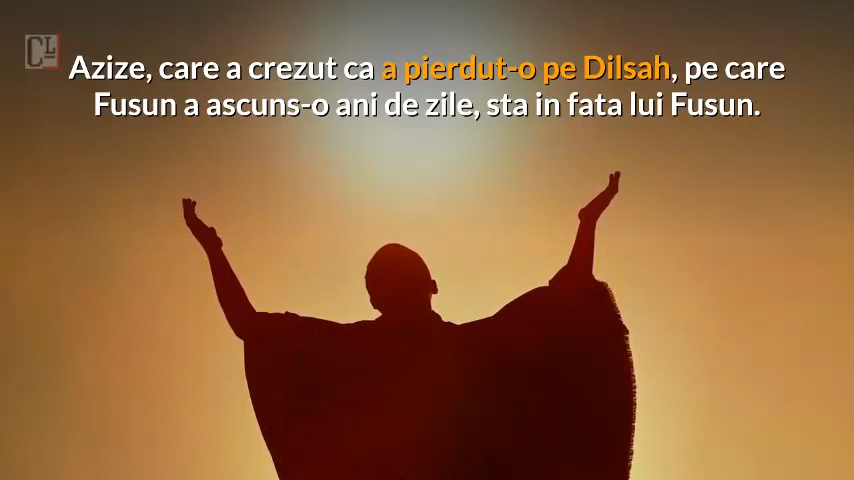 CL
Azize, care a crezut ca a pierdut-o pe Dilsah, pe care
Fusun a ascuns-o ani de zile, sta in fata lui Fusun.